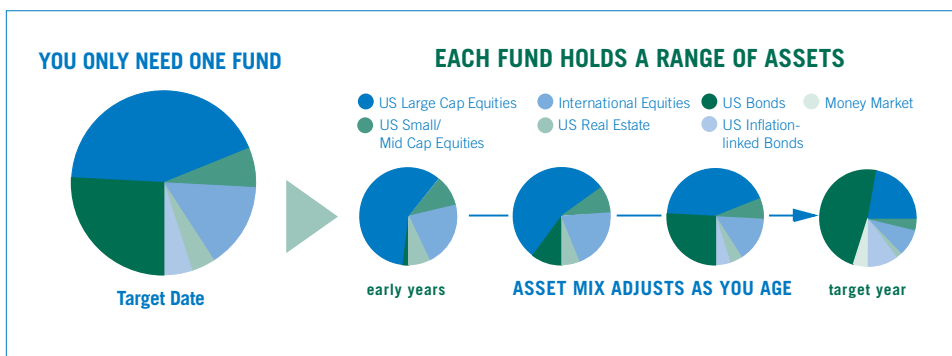 YOU ONLY NEED ONE FUND
Target Date
EACH FUND HOLDS A RANGE OF ASSETS
US Large Cap Equities
International Equities
US Bonds
Money Market
US Small/
Mid Cap Equities
US Real Estate
US Inflation-
linked Bonds
early years
ASSET MIX ADJUSTS AS YOU AGE
target year